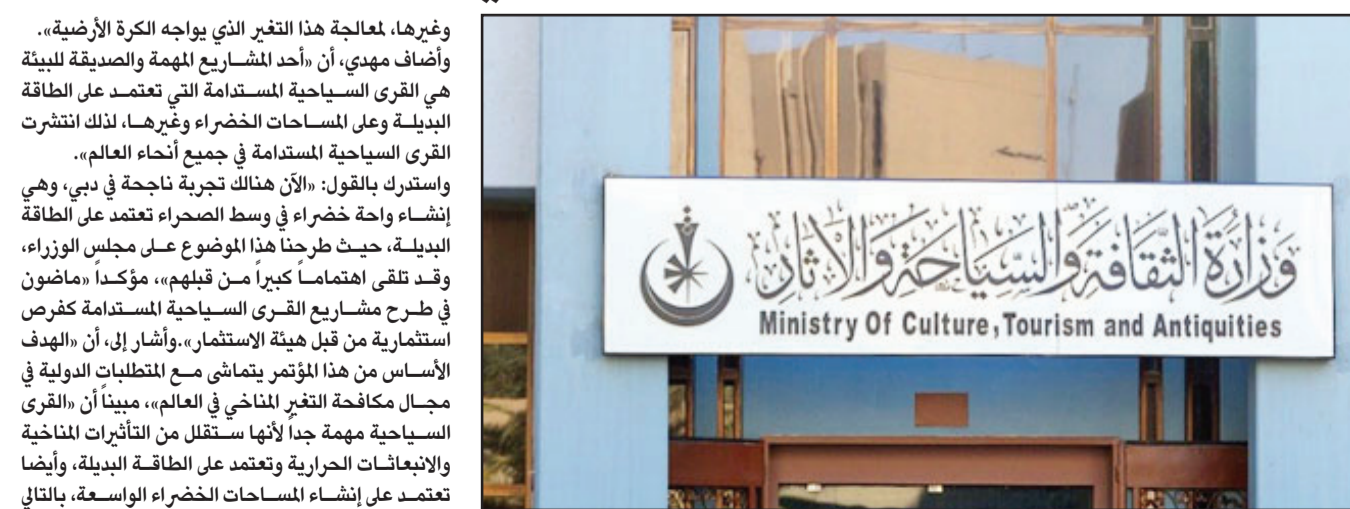 وغيرها، لمعالجة هذا التغير الذي يواجه الكرة الأرضية».
وأضاف مهدي، أن «أحد المشاريع المهمة والصديقة للبيئة
هي القرى السياحية المستدامة التي تعتمد على الطاقة
البديلة وعلى المساحات الخضراء وغيرها، لذلك انتشرت
القرى السياحية المستدامة في جميع أنحاء العالم».
واستدرك بالقول: «الآن هنالك تجربة ناجحة في دبي، وهي
إنشاء واحة خضراء في وسط الصحراء تعتمد على الطاقة
البديلة، حيث طرحنا هذا الموضوع على مجلس الوزراء،
وقد تلقى اهتماماً كبيراً من قبلهم»، مؤكداً «ماضون
في طرح مشاريع القرى السياحية المستدامة كفرص
استثمارية من قبل هيئة الاستثمار».وأشار إلى، أن «الهدف
الأساس من هذا المؤتمر يتماشى مع المتطلبات الدولية في
مجال مكافحة التغير المناخي في العالم»، مبيناً أن «القرى
السياحية مهمة جداً لأنها ستقلل من التأثيرات المناخية
والانبعاثات الحرارية وتعتمد على الطاقة البديلة، وأيضا
تعتمد على إنشاء المساحات الخضراء الواسعة، بالتالي
وَزَارَةُ الثَّقَافَةِ وَالسِّيَاحَةِ وَالآثَارِ
Ministry Of Culture,Tourism and Antiquities